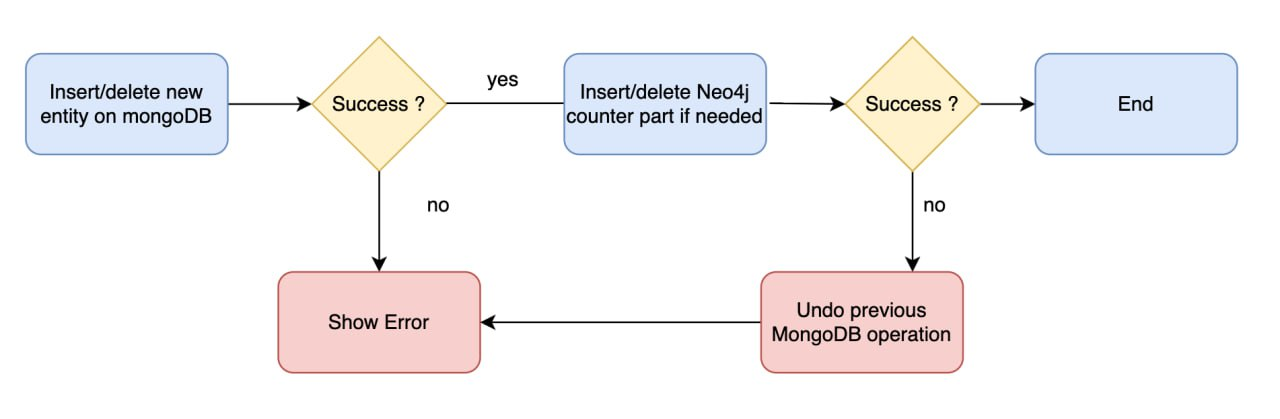 Insert/delete new
entity on mongoDB
Success ?
yes
Insert/delete Neo4j
counter part if needed
Success ?
End
no
no
Show Error
Undo previous
MongoDB operation